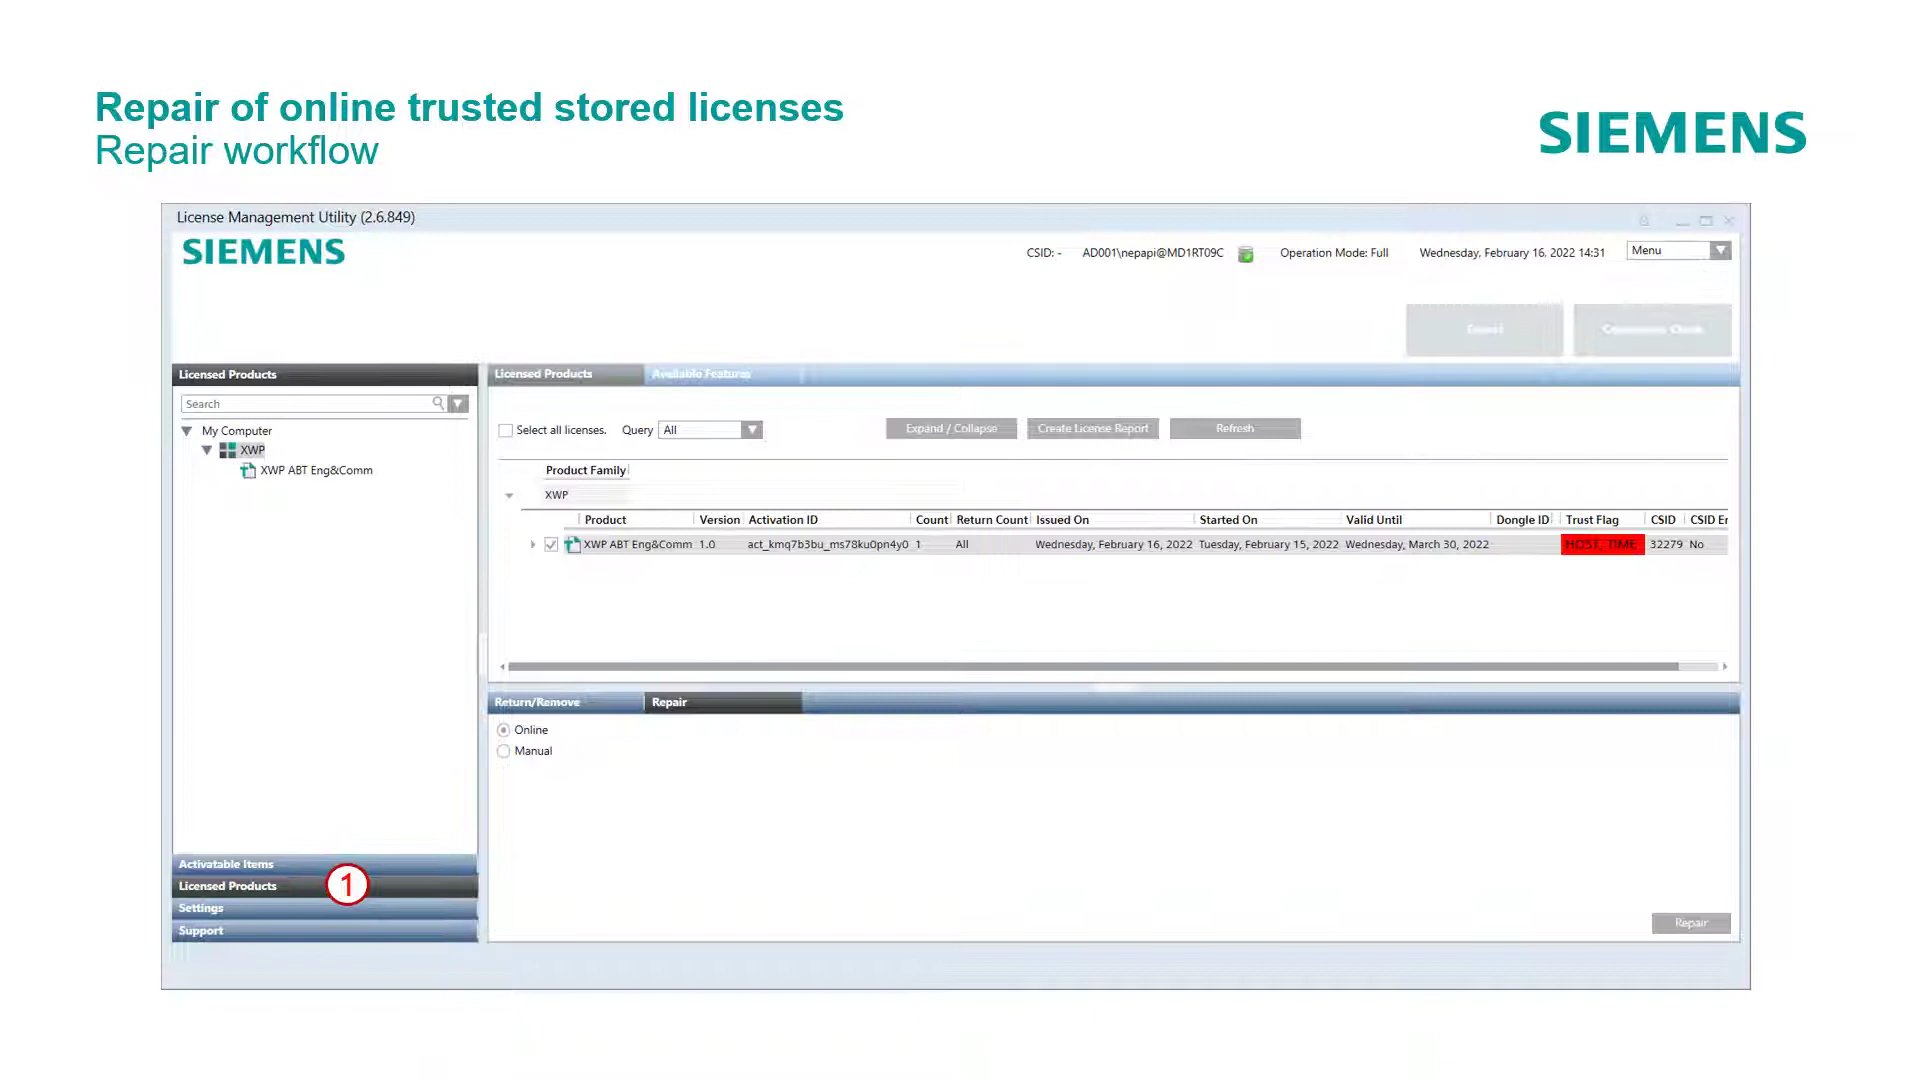 Repair of online trusted stored licenses
Repair workflow
SIEMENS
License Management Utility (2.6.849)
SIEMENS
CSID: - AD001\nepapi@MD1RT09C Operation Mode: Full Wednesday, February 16, 2022 14:31 Menu
Licensed Products
Search
My Computer
XWP
XWP ABT Eng&Comm
Licensed Products Available Features
Select all licenses. Query All Expand / Collapse Create License Report Refresh
Product Family
XWP
Product Version Activation ID Count Return Count Issued On Started On Valid Until Dongle ID Trust Flag CSID CSID Er
XWP ABT Eng&Comm 1.0 act_kmq7b3bu_ms78ku0pn4y0 1 All Wednesday, February 16, 2022 Tuesday, February 15, 2022 Wednesday, March 30, 2022 HOST, TIME 32279 No
Return/Remove Repair
Online
Manual
Activatable Items
Licensed Products
1
Settings
Support
Repair